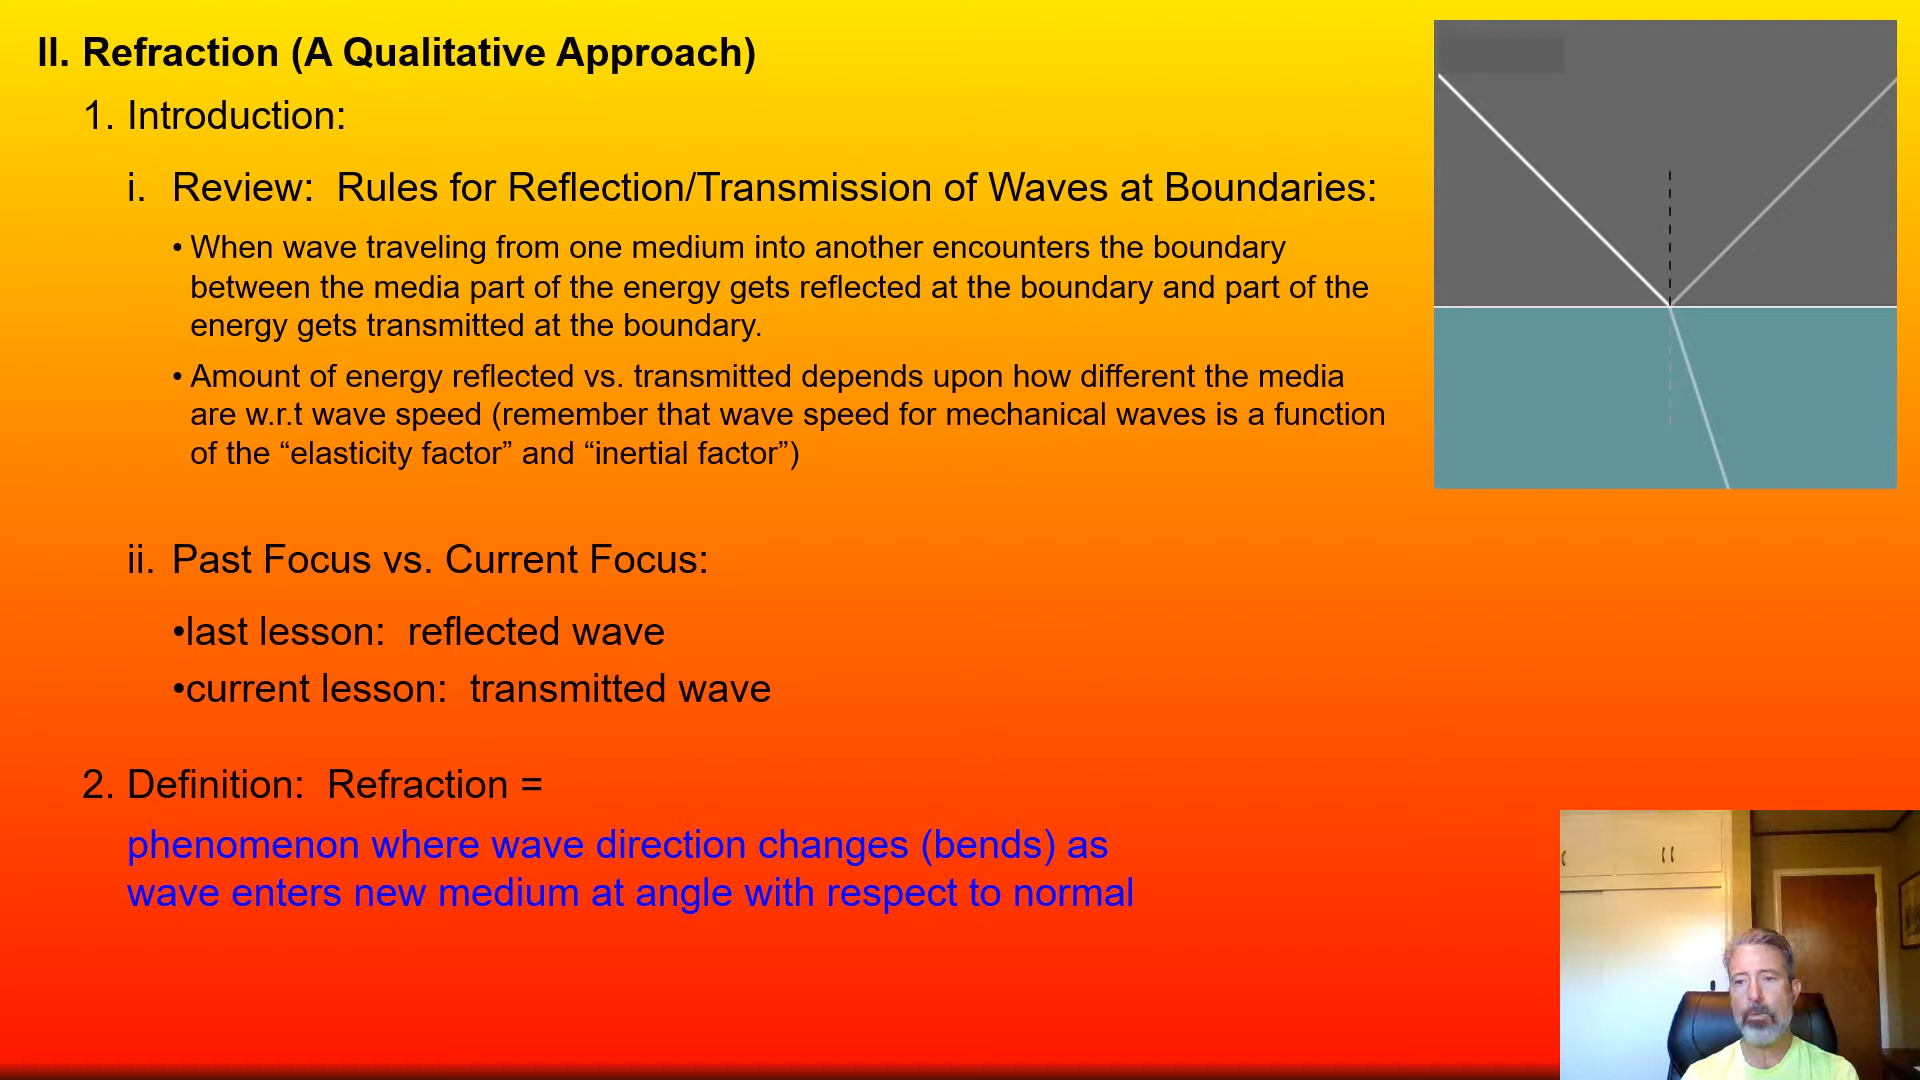 II. Refraction (A Qualitative Approach)
1. Introduction:
i. Review: Rules for Reflection/Transmission of Waves at Boundaries:
• When wave traveling from one medium into another encounters the boundary
between the media part of the energy gets reflected at the boundary and part of the
energy gets transmitted at the boundary.
• Amount of energy reflected vs. transmitted depends upon how different the media
are w.r.t wave speed (remember that wave speed for mechanical waves is a function
of the “elasticity factor” and “inertial factor”)
ii. Past Focus vs. Current Focus:
•last lesson: reflected wave
•current lesson: transmitted wave
2. Definition: Refraction =
phenomenon where wave direction changes (bends) as
wave enters new medium at angle with respect to normal